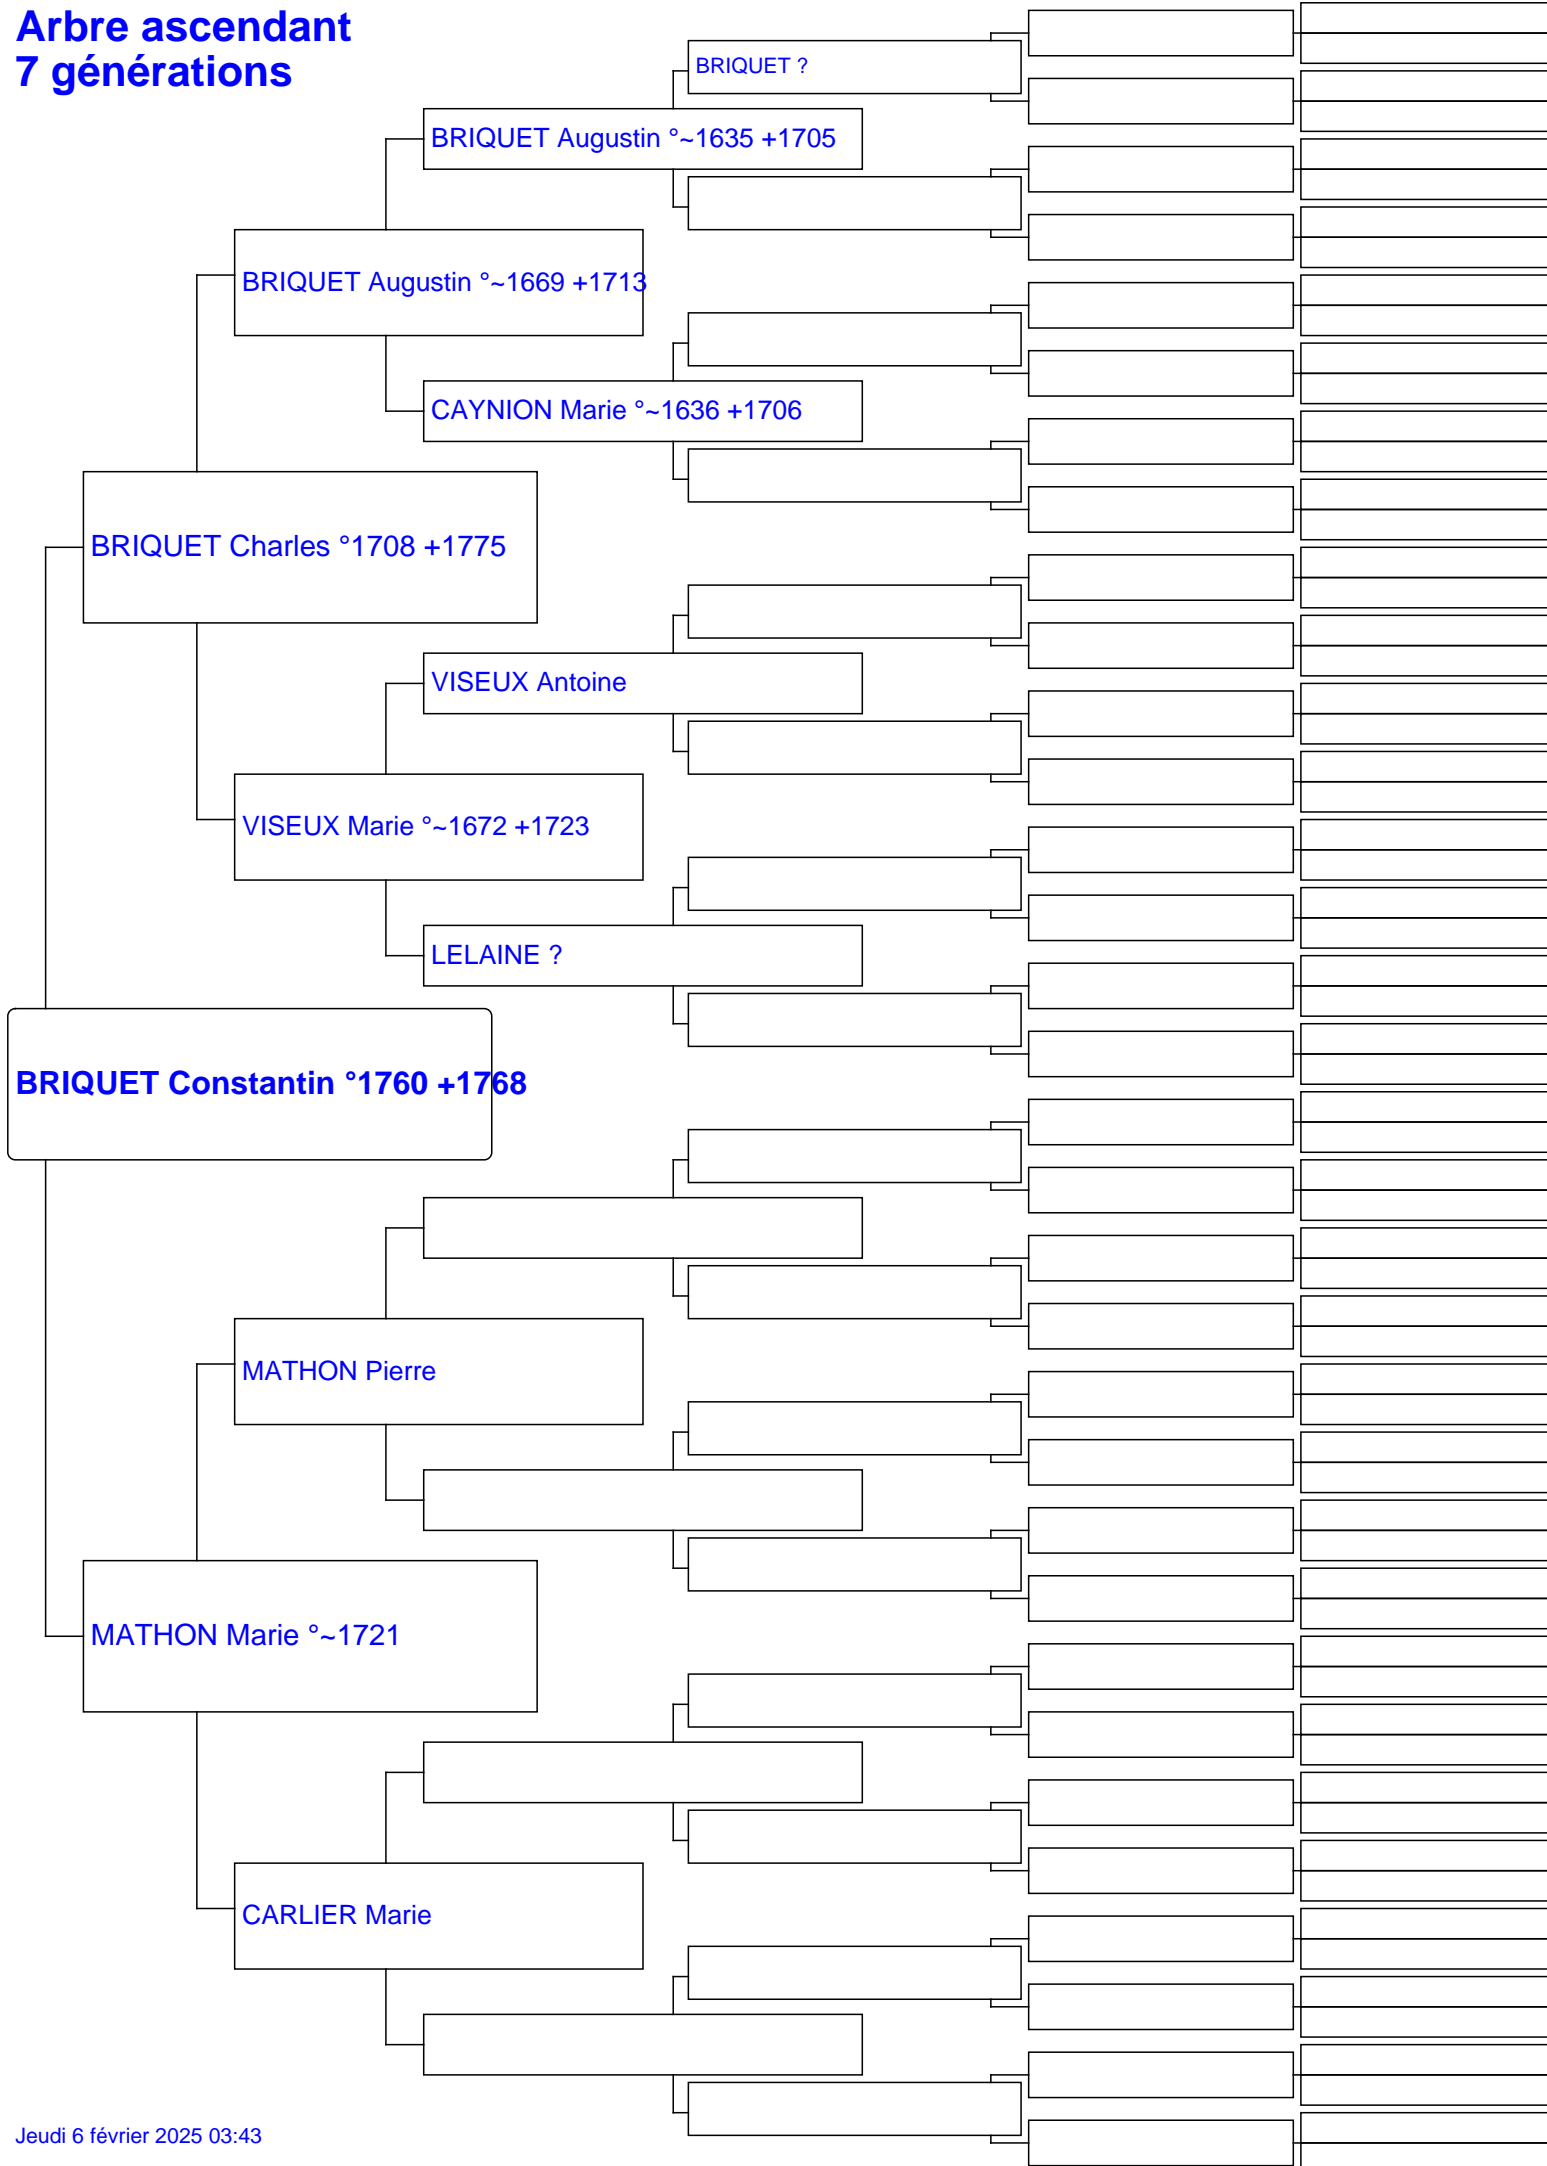 Arbre ascendant
7 générations
BRIQUET ?
BRIQUET Augustin °~1635 +1705
BRIQUET Augustin °~1669 +1713
CAYNION Marie °~1636 +1706
BRIQUET Charles °1708 +1775
VISEUX Antoine
VISEUX Marie °~1672 +1723
LELAINE ?
BRIQUET Constantin °1760 +1768
MATHON Pierre
MATHON Marie °~1721
CARLIER Marie
Jeudi 6 février 2025 03:43